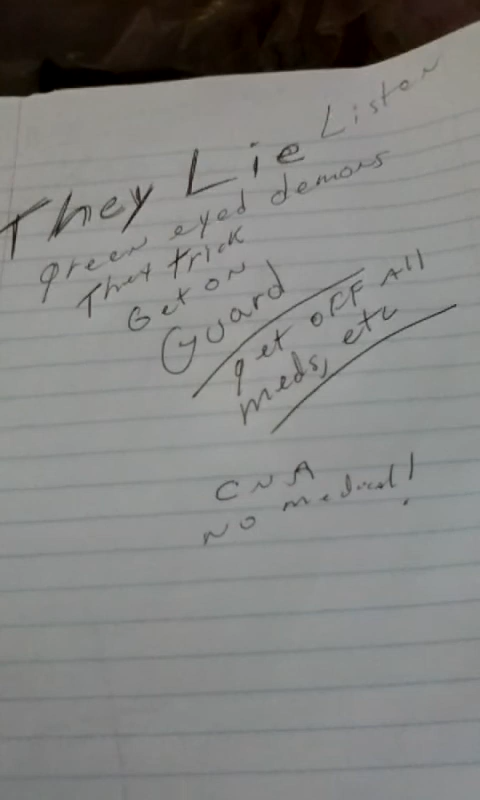 They Lie Listen
green eyed demons
They trick
Get on
Guard
get OFF All
meds, etc
CNA
NO medical!